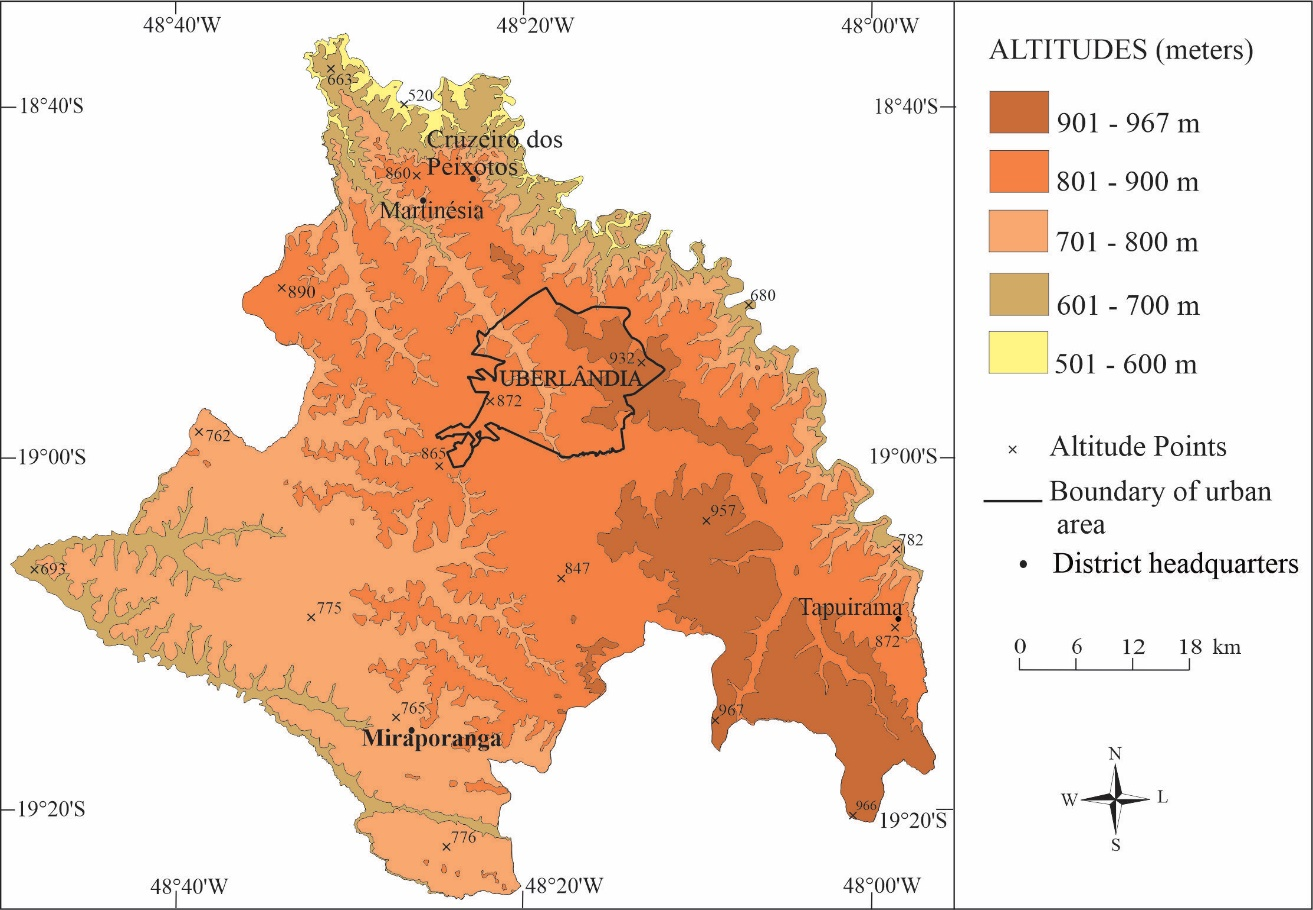 48°40'W
48°20'W
48°00'W
18°40'S
18°40'S
663
520
Cruzeiro dos
Peixotos
860
Martinésia
890
680
932
UBERLÂNDIA
872
762
865
19°00'S
19°00'S
957
782
693
847
775
Tapuirama
872
765
967
Miraporanga
19°20'S
966
19°20'S
776
48°40'W
48°20'W
48°00'W
ALTITUDES (meters)
901 - 967 m
801 - 900 m
701 - 800 m
601 - 700 m
501 - 600 m
× Altitude Points
Boundary of urban
area
District headquarters
0 6 12 18 km
N
W L
S